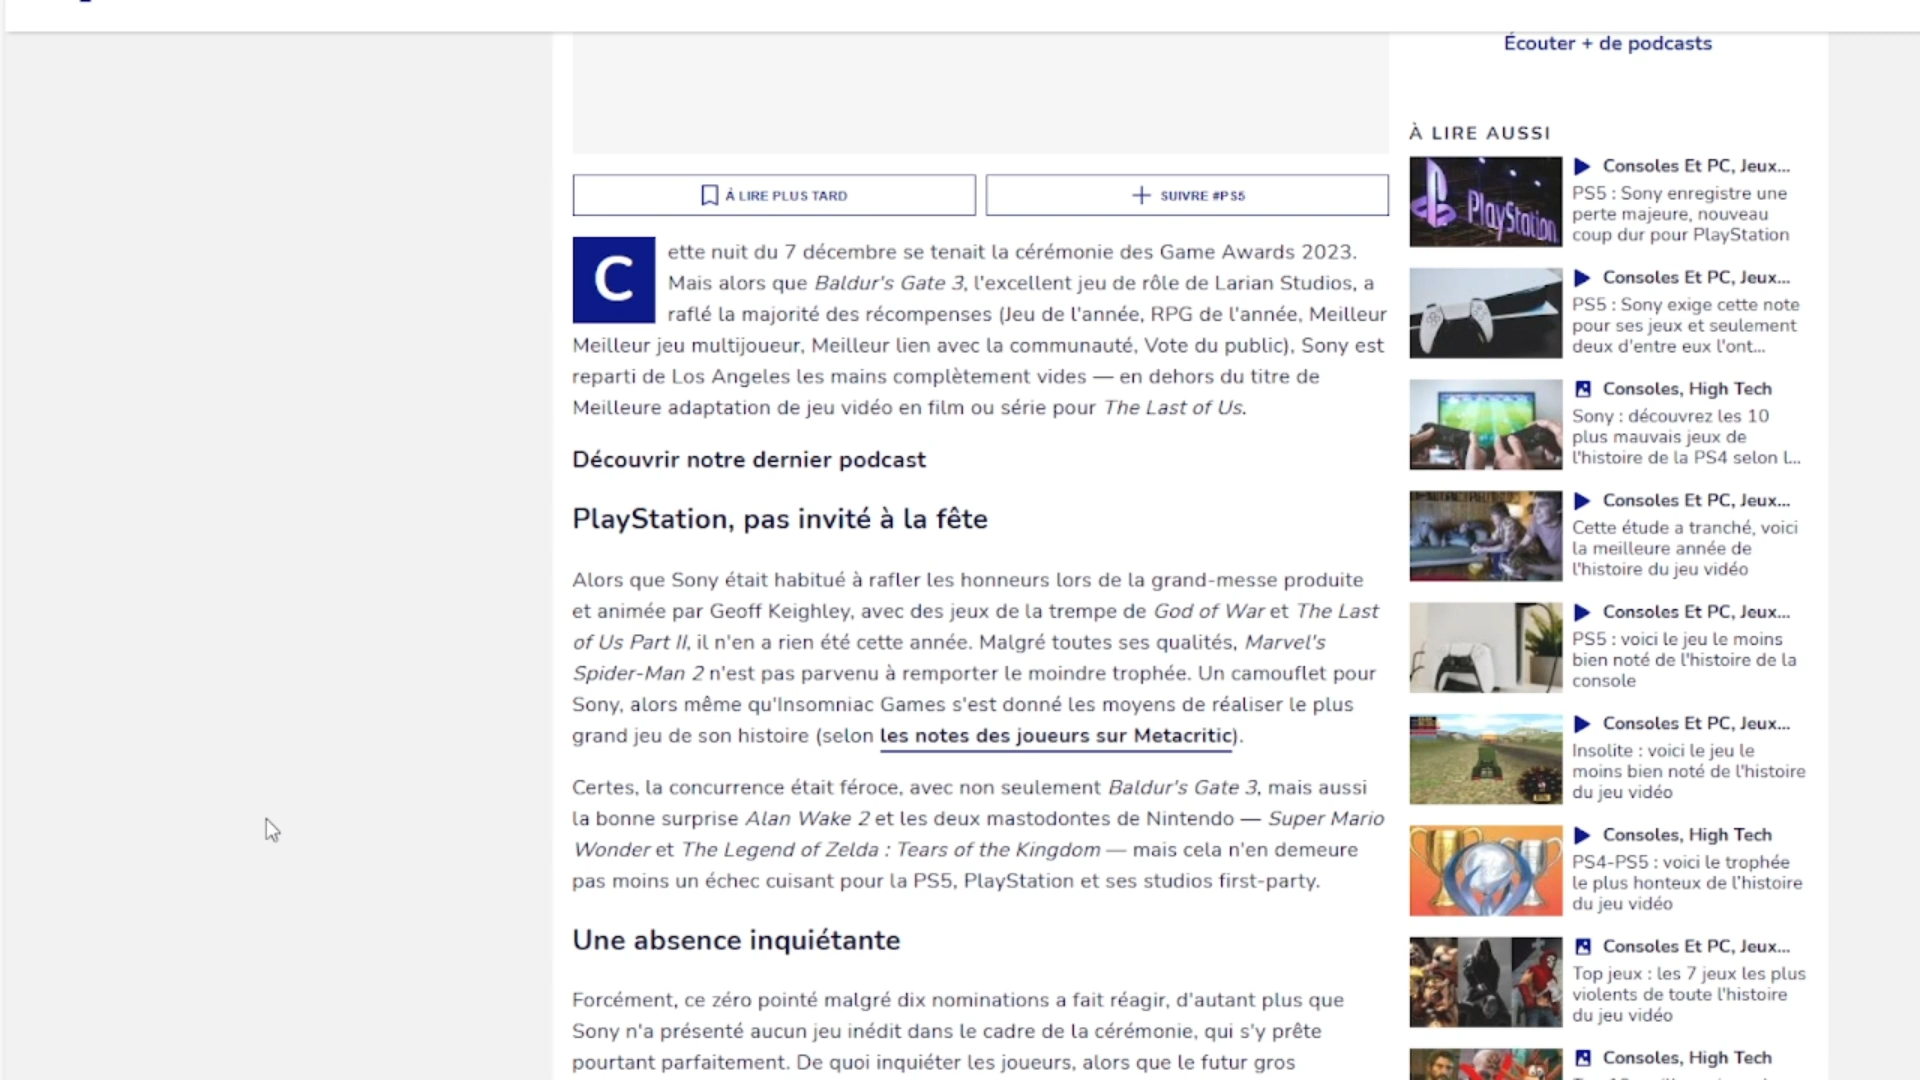 À LIRE PLUS TARD
SUIVRE #PS5
Cette nuit du 7 décembre se tenait la cérémonie des Game Awards 2023.
Mais alors que Baldur's Gate 3, l'excellent jeu de rôle de Larian Studios, a
raflé la majorité des récompenses (Jeu de l'année, RPG de l'année, Meilleur
Meilleur jeu multijoueur, Meilleur lien avec la communauté, Vote du public), Sony est
reparti de Los Angeles les mains complètement vides — en dehors du titre de
Meilleure adaptation de jeu vidéo en film ou série pour The Last of Us.
Découvrir notre dernier podcast
PlayStation, pas invité à la fête
Alors que Sony était habitué à rafler les honneurs lors de la grand-messe produite
et animée par Geoff Keighley, avec des jeux de la trempe de God of War et The Last
of Us Part II, il n'en a rien été cette année. Malgré toutes ses qualités, Marvel's
Spider-Man 2 n'est pas parvenu à remporter le moindre trophée. Un camouflet pour
Sony, alors même qu'Insomniac Games s'est donné les moyens de réaliser le plus
grand jeu de son histoire (selon les notes des joueurs sur Metacritic).
Certes, la concurrence était féroce, avec non seulement Baldur's Gate 3, mais aussi
la bonne surprise Alan Wake 2 et les deux mastodontes de Nintendo — Super Mario
Wonder et The Legend of Zelda : Tears of the Kingdom — mais cela n'en demeure
pas moins un échec cuisant pour la PS5, PlayStation et ses studios first-party.
Une absence inquiétante
Forcément, ce zéro pointé malgré dix nominations a fait réagir, d'autant plus que
Sony n'a présenté aucun jeu inédit dans le cadre de la cérémonie, qui s'y prête
pourtant parfaitement. De quoi inquiéter les joueurs, alors que le futur gros
Écouter + de podcasts
À LIRE AUSSI
PlayStation
Consoles Et PC, Jeux...
PS5 : Sony enregistre une
perte majeure, nouveau
coup dur pour PlayStation
Consoles Et PC, Jeux...
PS5 : Sony exige cette note
pour ses jeux et seulement
deux d'entre eux l'ont...
Consoles, High Tech
Sony : découvrez les 10
plus mauvais jeux de
l'histoire de la PS4 selon l...
Consoles Et PC, Jeux...
Cette étude a tranché, voici
la meilleure année de
l'histoire du jeu vidéo
Consoles Et PC, Jeux...
PS5 : voici le jeu le moins
bien noté de l'histoire de la
console
Consoles Et PC, Jeux...
Insolite : voici le jeu le
moins bien noté de l'histoire
du jeu vidéo
Consoles, High Tech
PS4-PS5 : voici le trophée
le plus honteux de l'histoire
du jeu vidéo
Consoles Et PC, Jeux...
Top jeux : les 7 jeux les plus
violents de toute l'histoire
du jeu vidéo
Consoles, High Tech